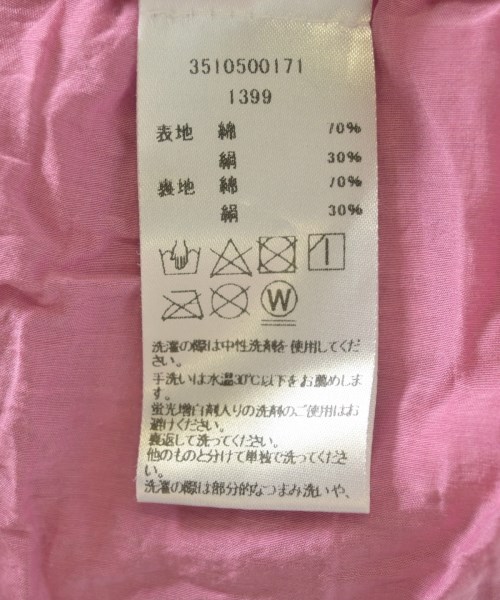 3510500171
1399
表地 綿 70%
絹 30%
裏地 綿 70%
絹 30%
W
洗濯の際は中性洗剤を使用してくだ
さい。
手洗いは水温30℃以下をお薦めしま
す。
蛍光増白剤入りの洗剤のご使用はお
避けください。
裏返して洗ってください。
他のものと分けて単独で洗ってくださ
い。
洗濯の際は部分的なつまみ洗いや、